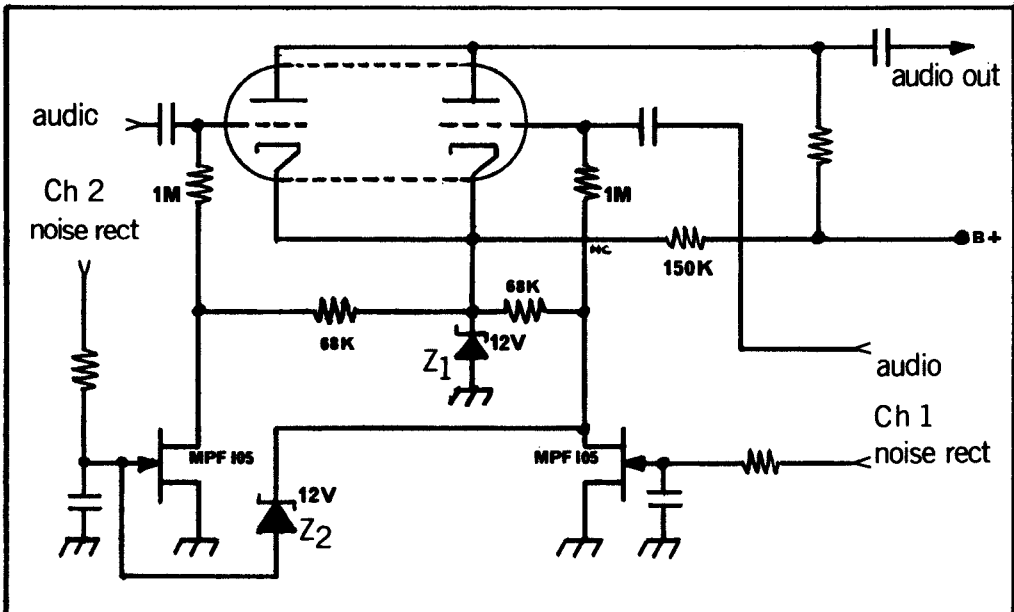 audio out
audic
1M
1M
Ch 2
noise rect
NC
150K
B+
68K
68K
12V
Z1
audio
Ch 1
noise rect
MPF 105
MPF 105
12V
Z2